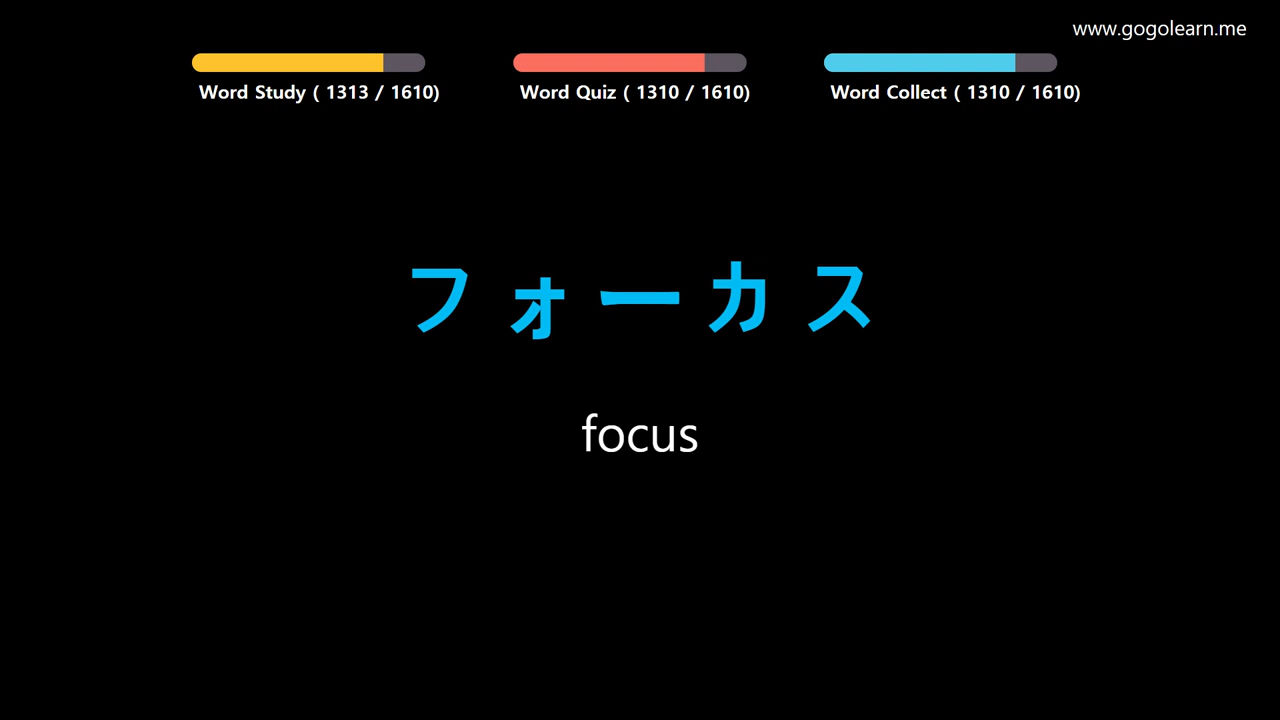 www.gogolearn.me
Word Study ( 1313 / 1610)
Word Quiz ( 1310 / 1610)
Word Collect ( 1310 / 1610)
フォーカス
focus